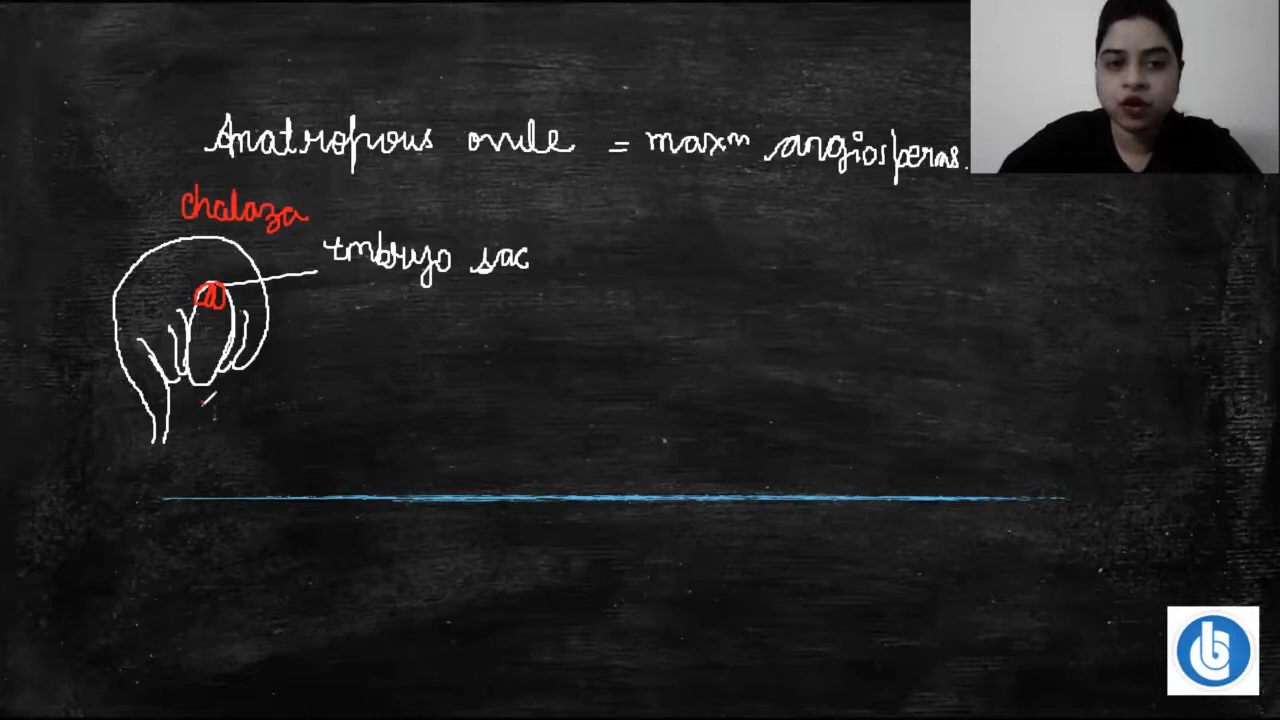 Anatropous ovule = maxm angiosperms.
Chalaza
Embryo sac